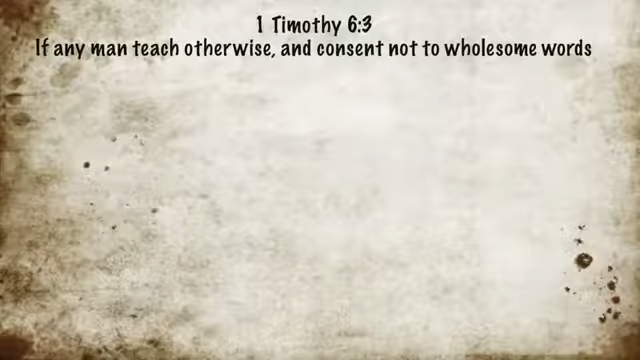 1 Timothy 6:3
If any man teach otherwise, and consent not to wholesome words